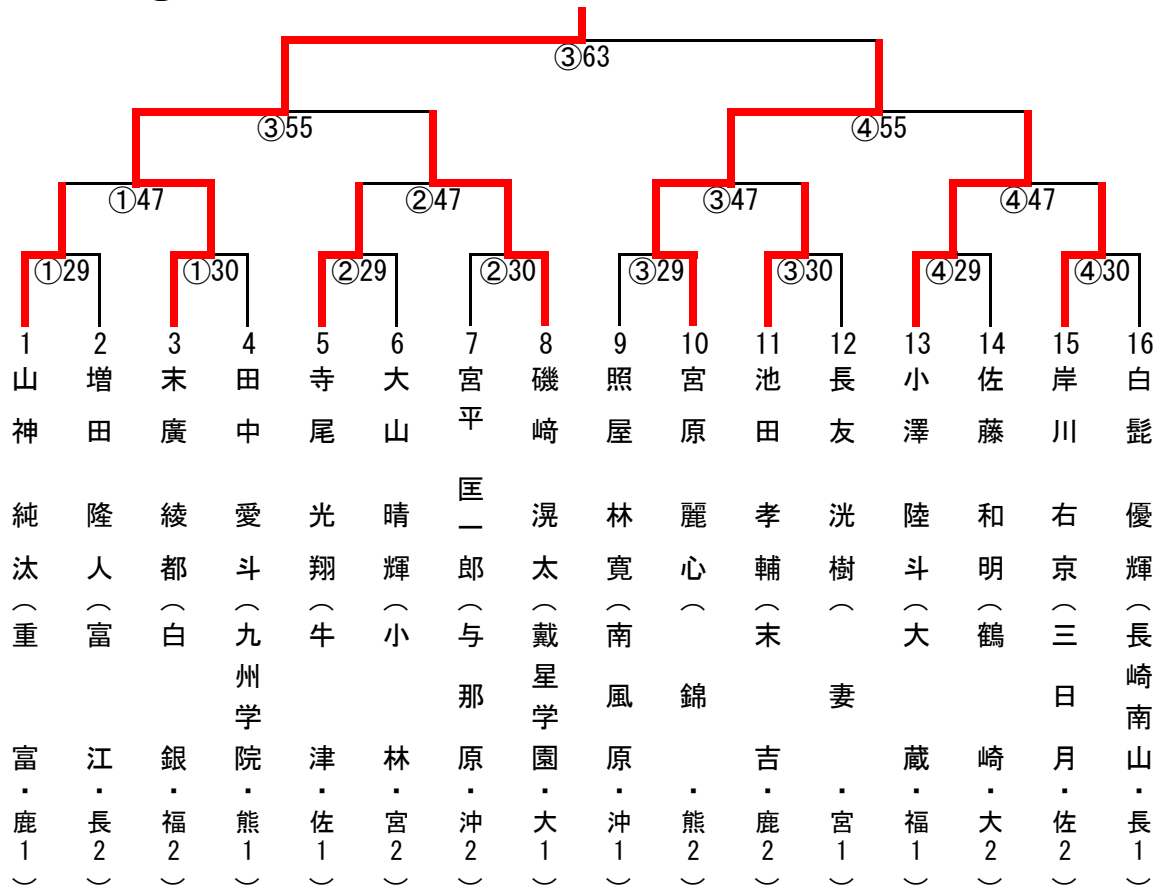 ③63
③55
④55
①47
②47
③47
④47
①29
①30
②29
②30
③29
③30
④29
④30
1 山神 純汰(重富・鹿1)
2 増田 隆人(富江・長2)
3 末廣 綾都(白銀・福2)
4 田中 愛斗(九州学院・熊1)
5 寺尾 光翔(牛津・佐1)
6 大山 晴輝(小林・宮2)
7 宮平 匡一郎(与那原・沖2)
8 磯﨑 滉太(戴星学園・大1)
9 照屋 林寛(南風原・沖1)
10 宮原 麗心(錦・熊2)
11 池田 孝輔(末吉・鹿2)
12 長友 洸樹(妻・宮1)
13 小澤 陸斗(大蔵・福1)
14 佐藤 和明(鶴崎・大2)
15 岸川 右京(三日月・佐2)
16 白髭 優輝(長崎南山・長1)